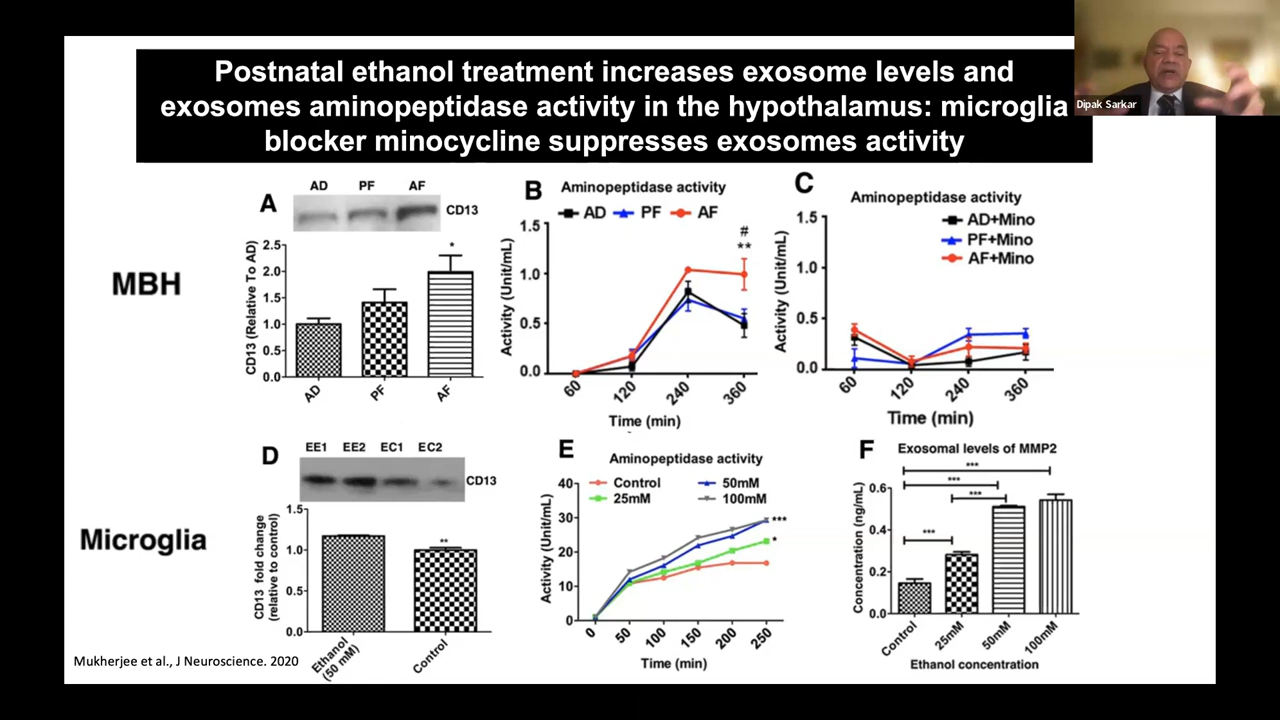 Postnatal ethanol treatment increases exosome levels and
exosomes aminopeptidase activity in the hypothalamus: microglia
blocker minocycline suppresses exosomes activity
Dipak Sarkar
MBH
A
AD PF AF
CD13
CD13 (Relative To AD)
2.5
2.0
1.5
1.0
0.5
0.0
*
AD PF AF
B
Aminopeptidase activity
AD PF AF
Activity (Unit/mL)
1.5
1.0
0.5
0.0
#
**
60 120 240 360
Time (min)
C
Aminopeptidase activity
AD+Mino
PF+Mino
AF+Mino
Activity (Unit/mL)
1.5
1.0
0.5
0.0
60 120 240 360
Time (min)
Microglia
D
EE1 EE2 EC1 EC2
CD13
CD13 fold change
(relative to control)
1.5
1.0
0.5
0.0
**
Ethanol
(50 mM)
Control
E
Aminopeptidase activity
Control 50mM
25mM 100mM
Activity (Unit/mL)
40
30
20
10
0
***
*
0 50 100 150 200 250
Time (min)
F
Exosomal levels of MMP2
Concentration (ng/mL)
0.6
0.4
0.2
0.0
***
***
***
***
Control 25mM 50mM 100mM
Ethanol concentration
Mukherjee et al., J Neuroscience. 2020